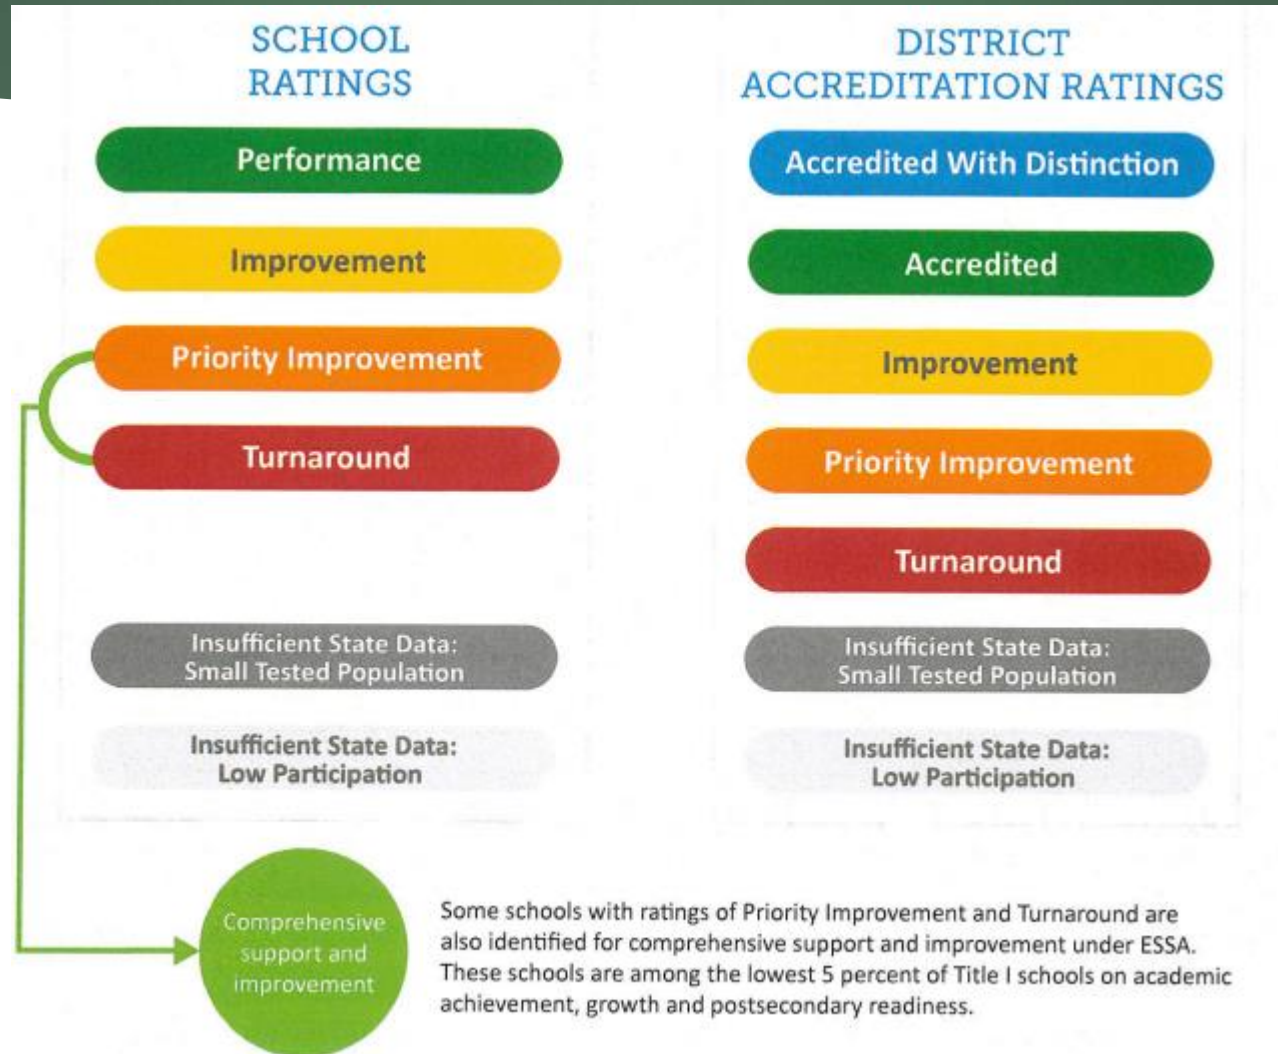 SCHOOL
RATINGS
Performance
Improvement
Priority Improvement
Turnaround
Insufficient State Data:
Small Tested Population
Insufficient State Data:
Low Participation
DISTRICT
ACCREDITATION RATINGS
Accredited With Distinction
Accredited
Improvement
Priority Improvement
Turnaround
Insufficient State Data:
Small Tested Population
Insufficient State Data:
Low Participation
Comprehensive
support and
improvement
Some schools with ratings of Priority Improvement and Turnaround are
also identified for comprehensive support and improvement under ESSA.
These schools are among the lowest 5 percent of Title I schools on academic
achievement, growth and postsecondary readiness.